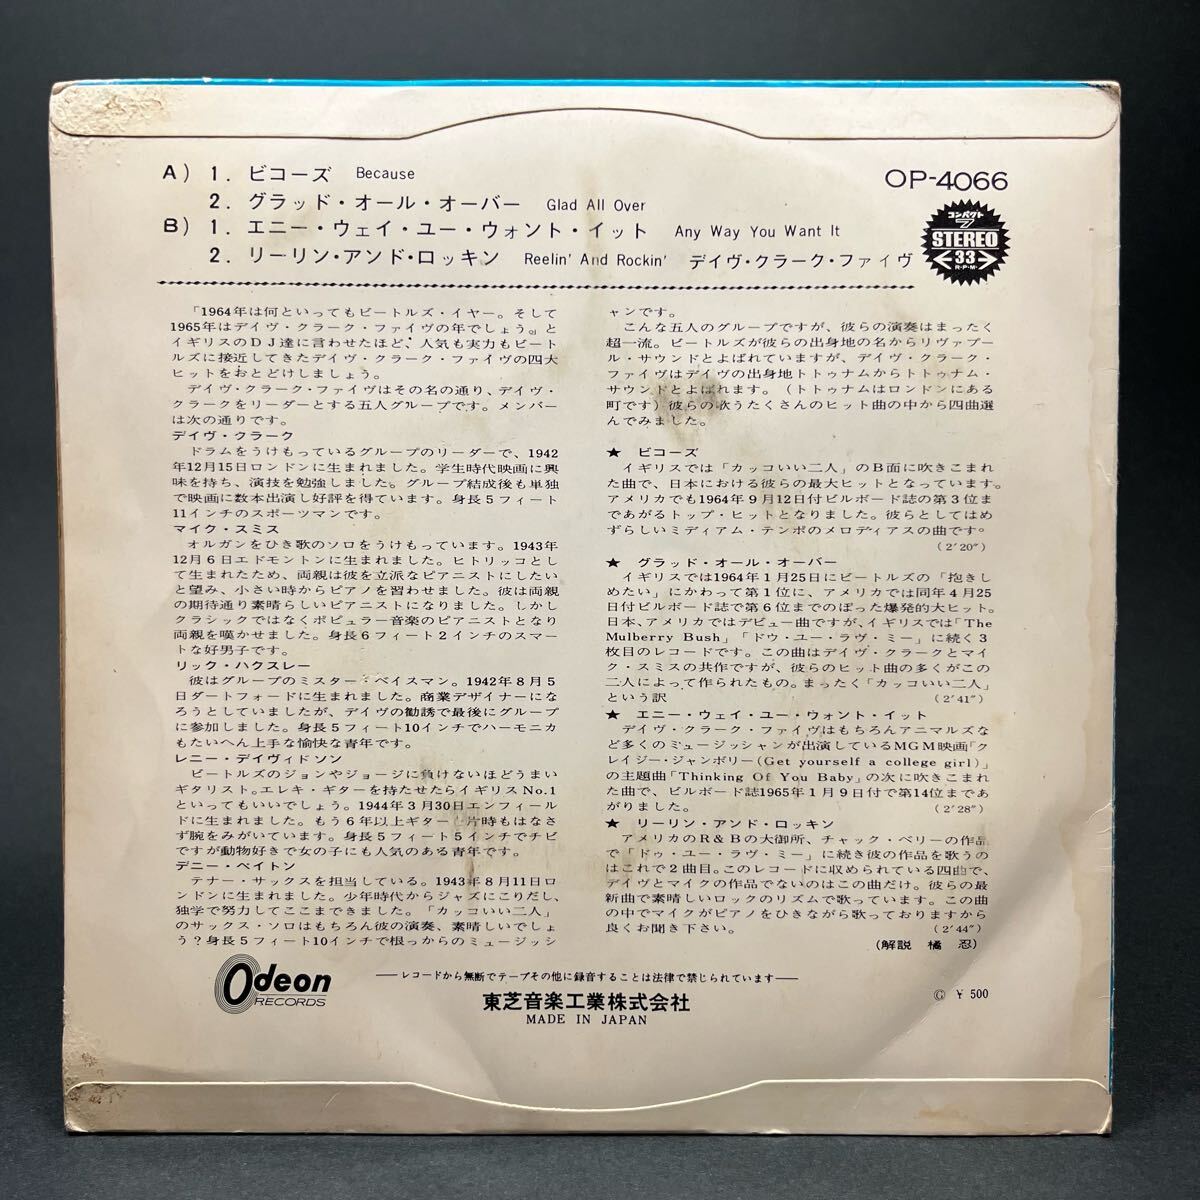 A) 1. ビコーズ Because
2. グラッド・オール・オーバー Glad All Over
B) 1. エニー・ウェイ・ユー・ウォント・イット Any Way You Want It
2. リーリン・アンド・ロッキン Reelin' And Rockin' デイヴ・クラーク・ファイヴ
OP-4066
コンパクト
7
STEREO
33
R・P・M・
「1964年は何といってもビートルズ・イヤー。そして
1965年はデイヴ・クラーク・ファイヴの年でしょう。」と
イギリスのDJ達に言わせたほど、人気も実力もビート
ルズに接近してきたデイヴ・クラーク・ファイヴの四大
ヒットをおとどけしましょう。
デイヴ・クラーク・ファイヴはその名の通り、デイヴ・
クラークをリーダーとする五人グループです。メンバー
は次の通りです。
デイヴ・クラーク
ドラムをうけもっているグループのリーダーで、1942
年12月15日ロンドンに生まれました。学生時代映画に興
味を持ち、演技を勉強しました。グループ結成後も単独
で映画に数本出演し好評を得ています。身長5フィート
11インチのスポーツマンです。
マイク・スミス
オルガンをひき歌のソロをうけもっています。1943年
12月6日エドモントンに生まれました。ヒトリッコとし
て生まれたため、両親は彼を立派なピアニストにしたい
と望み、小さい時からピアノを習わせました。彼は両親
の期待通り素晴らしいピアニストになりました。しかし
クラシックではなくポピュラー音楽のピアニストとなり
両親を嘆かせました。身長6フィート2インチのスマー
トな好男子です。
リック・ハクスレー
彼はグループのミスター・ベイスマン。1942年8月5
日ダートフォードに生まれました。商業デザイナーにな
ろうとしていましたが、デイヴの勧誘で最後にグループ
に参加しました。身長5フィート10インチでハーモニカ
もたいへん上手な愉快な青年です。
レニー・デイヴィドソン
ビートルズのジョンやジョージに負けないほどうまい
ギタリスト。エレキ・ギターを持たせたらイギリスNo.1
といってもいいでしょう。1944年3月30日エンフィール
ドに生まれました。もう6年以上ギター 片時もはなさ
ず腕をみがいています。身長5フィート5インチでチビ
ですが動物好きで女の子にも人気のある青年です。
デニー・ペイトン
テナー・サックスを担当している。1943年8月11日ロ
ンドンに生まれました。少年時代からジャズにこりだし、
独学で努力してここまできました。「カッコいい二人」
のサックス・ソロはもちろん彼の演奏、素晴しいでしょ
う?身長5フィート10インチで根っからのミュージッシ
ャンです。
こんな五人のグループですが、彼らの演奏はまったく
超一流。ビートルズが彼らの出身地の名からリヴァプー
ル・サウンドとよばれていますが、デイヴ・クラーク・
ファイヴはデイヴの出身地トトゥナムからトトゥナム・
サウンドとよばれます。(トトゥナムはロンドンにある
町です)彼らの歌うたくさんのヒット曲の中から四曲選
んでみました。
★ ビコーズ
イギリスでは「カッコいい二人」のB面に吹きこまれ
た曲で、日本における彼らの最大ヒットとなっています。
アメリカでも1964年9月12日付ビルボード誌の第3位ま
であがるトップ・ヒットとなりました。彼らとしてはめ
ずらしいミディアム・テンポのメロディアスの曲です。
(2'20")
★ グラッド・オール・オーバー
イギリスでは1964年1月25日にビートルズの「抱きし
めたい」にかわって第1位に、アメリカでは同年4月25
日付ビルボード誌で第6位までのぼった爆発的大ヒット。
日本、アメリカではデビュー曲ですが、イギリスでは「The
Mulberry Bush」「ドウ・ユー・ラヴ・ミー」に続く3
枚目のレコードです。この曲はデイヴ・クラークとマイ
ク・スミスの共作ですが、彼らのヒット曲の多くがこの
二人によって作られたもの。まったく「カッコいい二人」
という訳 (2'41")
★ エニー・ウェイ・ユー・ウォント・イット
デイヴ・クラーク・ファイヴはもちろんアニマルズな
ど多くのミュージッシャンが出演しているMGM映画「ク
レイジー・ジャンボリー(Get yourself a college girl)」
の主題曲「Thinking Of You Baby」の次に吹きこまれ
た曲で、ビルボード誌1965年1月9日付で第14位まであ
がりました。 (2'28")
★ リーリン・アンド・ロッキン
アメリカのR&Bの大御所、チャック・ベリーの作品
で「ドゥ・ユー・ラヴ・ミー」に続き彼の作品を歌うの
はこれで2曲目。このレコードに収められている四曲で、
デイヴとマイクの作品でないのはこの曲だけ。彼らの最
新曲で素晴しいロックのリズムで歌っています。この曲
の中でマイクがピアノをひきながら歌っておりますから
良くお聞き下さい。 (2'44")
(解説 橘 忍)
Odeon
RECORDS
―レコードから無断でテープその他に録音することは法律で禁じられています―
東芝音楽工業株式会社
MADE IN JAPAN
Ⓖ ¥ 500